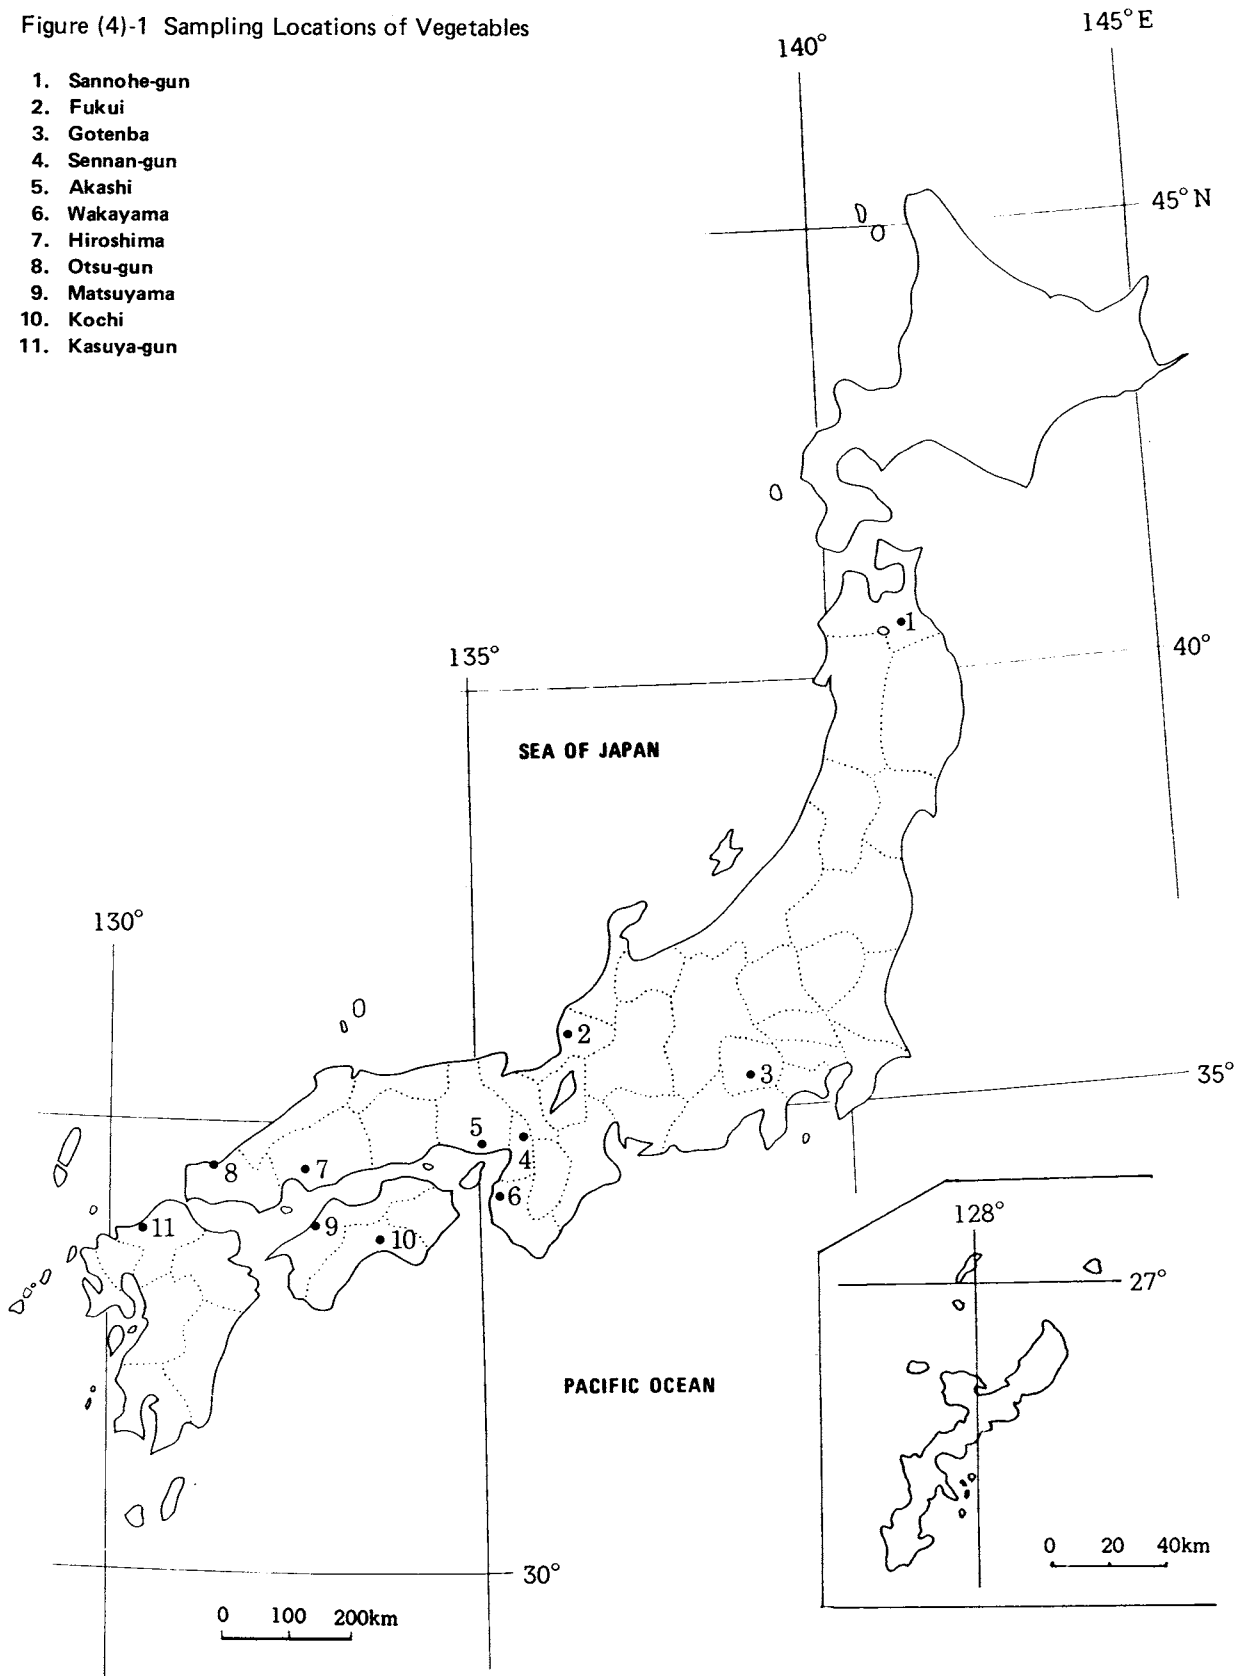 Figure (4)-1 Sampling Locations of Vegetables
1. Sannohe-gun
2. Fukui
3. Gotenba
4. Sennan-gun
5. Akashi
6. Wakayama
7. Hiroshima
8. Otsu-gun
9. Matsuyama
10. Kochi
11. Kasuya-gun
145° E
140°
45° N
1
40°
135°
SEA OF JAPAN
130°
2
3
35°
5
4
8
7
6
11
9
10
128°
27°
PACIFIC OCEAN
0 20 40km
30°
0 100 200km